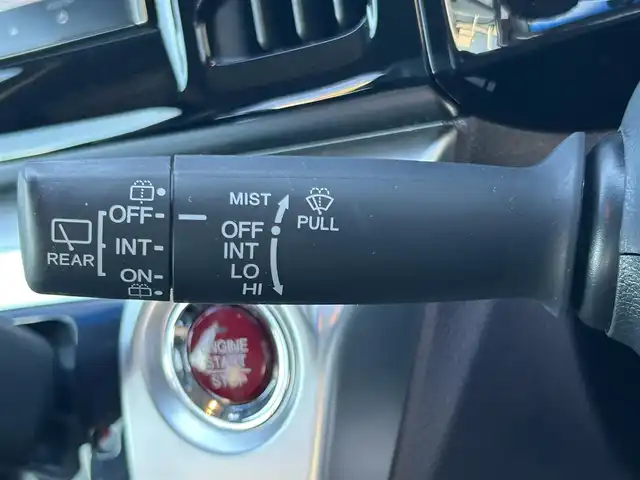 OFF
INT
ON
REAR
MIST
OFF
INT
LO
HI
PULL
ENGINE
START
STOP